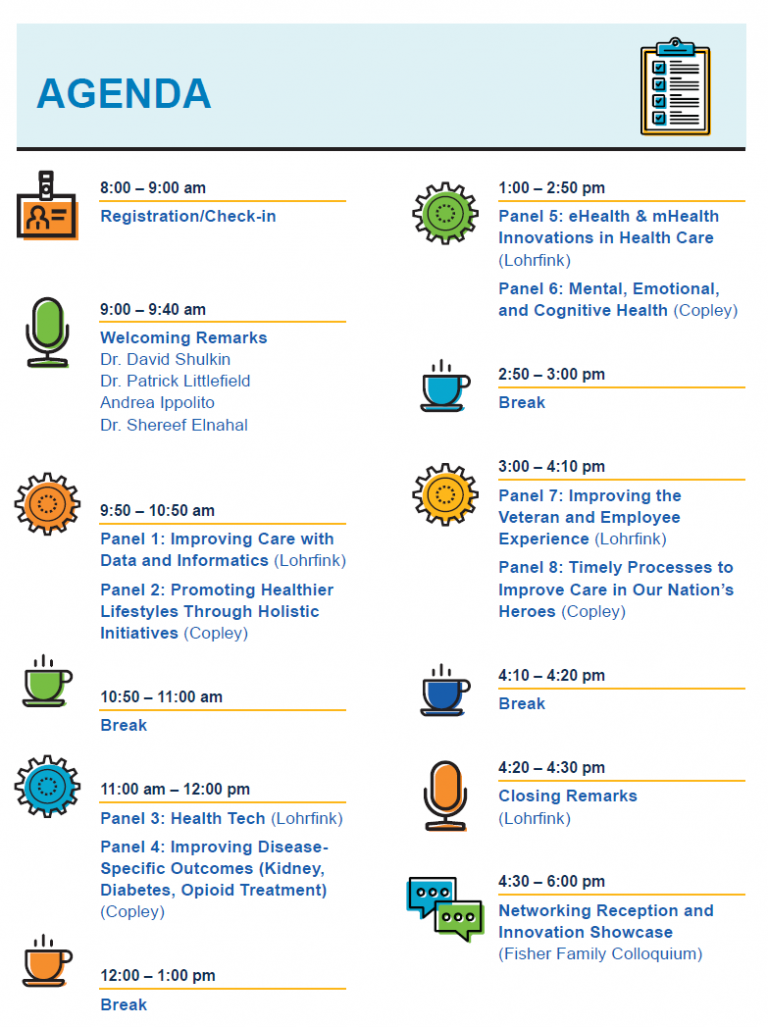 AGENDA
8:00 – 9:00 am
Registration/Check-in
9:00 – 9:40 am
Welcoming Remarks
Dr. David Shulkin
Dr. Patrick Littlefield
Andrea Ippolito
Dr. Shereef Elnahal
9:50 – 10:50 am
Panel 1: Improving Care with
Data and Informatics (Lohrfink)
Panel 2: Promoting Healthier
Lifestyles Through Holistic
Initiatives (Copley)
10:50 – 11:00 am
Break
11:00 am – 12:00 pm
Panel 3: Health Tech (Lohrfink)
Panel 4: Improving Disease-
Specific Outcomes (Kidney,
Diabetes, Opioid Treatment)
(Copley)
12:00 – 1:00 pm
Break
1:00 – 2:50 pm
Panel 5: eHealth & mHealth
Innovations in Health Care
(Lohrfink)
Panel 6: Mental, Emotional,
and Cognitive Health (Copley)
2:50 – 3:00 pm
Break
3:00 – 4:10 pm
Panel 7: Improving the
Veteran and Employee
Experience (Lohrfink)
Panel 8: Timely Processes to
Improve Care in Our Nation’s
Heroes (Copley)
4:10 – 4:20 pm
Break
4:20 – 4:30 pm
Closing Remarks
(Lohrfink)
4:30 – 6:00 pm
Networking Reception and
Innovation Showcase
(Fisher Family Colloquium)